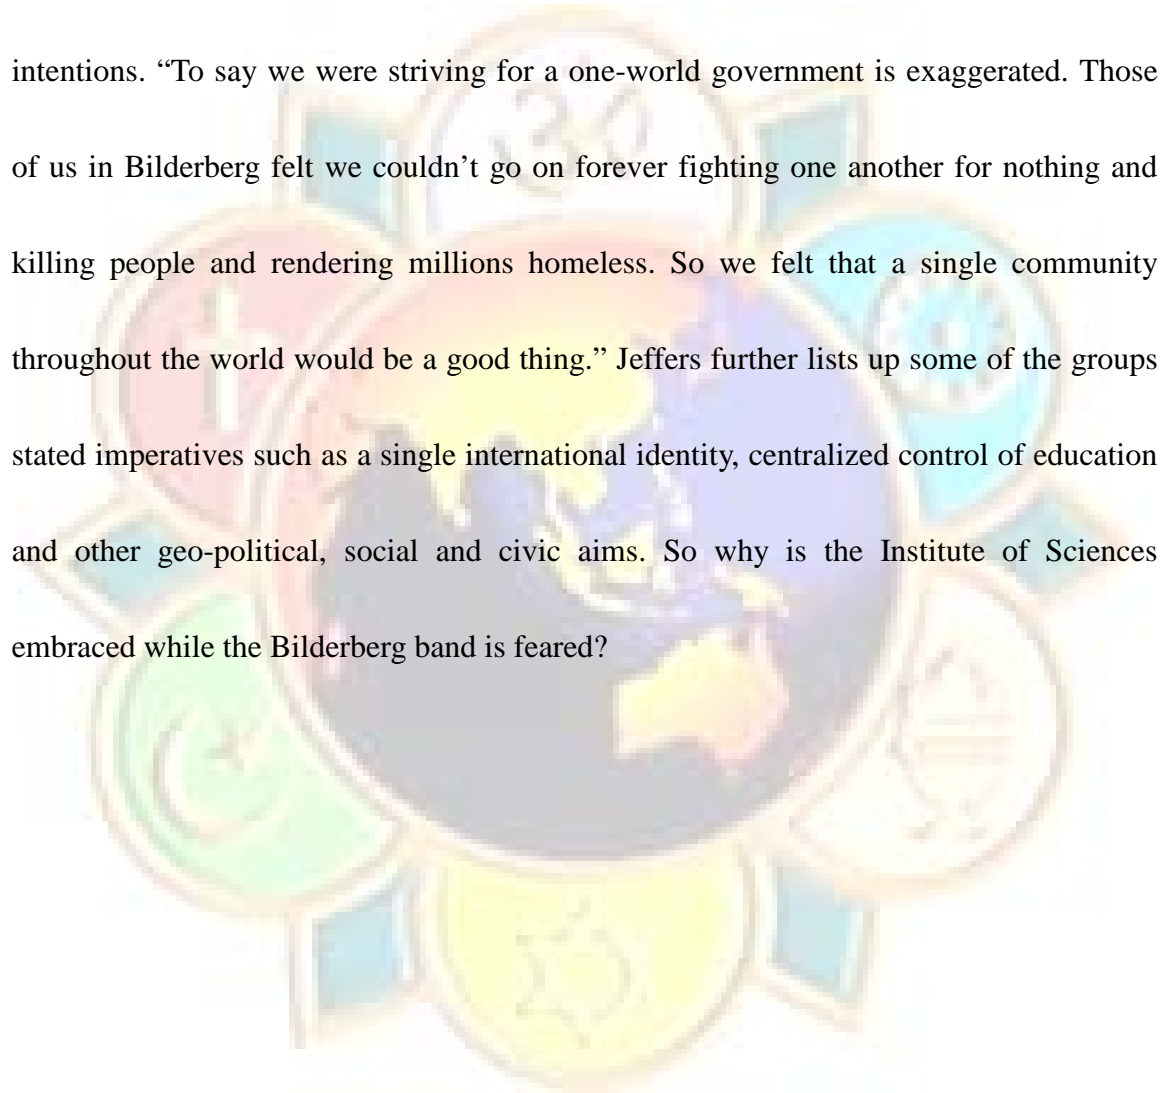 intentions. “To say we were striving for a one-world government is exaggerated. Those
of us in Bilderberg felt we couldn’t go on forever fighting one another for nothing and
killing people and rendering millions homeless. So we felt that a single community
throughout the world would be a good thing.” Jeffers further lists up some of the groups
stated imperatives such as a single international identity, centralized control of education
and other geo-political, social and civic aims. So why is the Institute of Sciences
embraced while the Bilderberg band is feared?